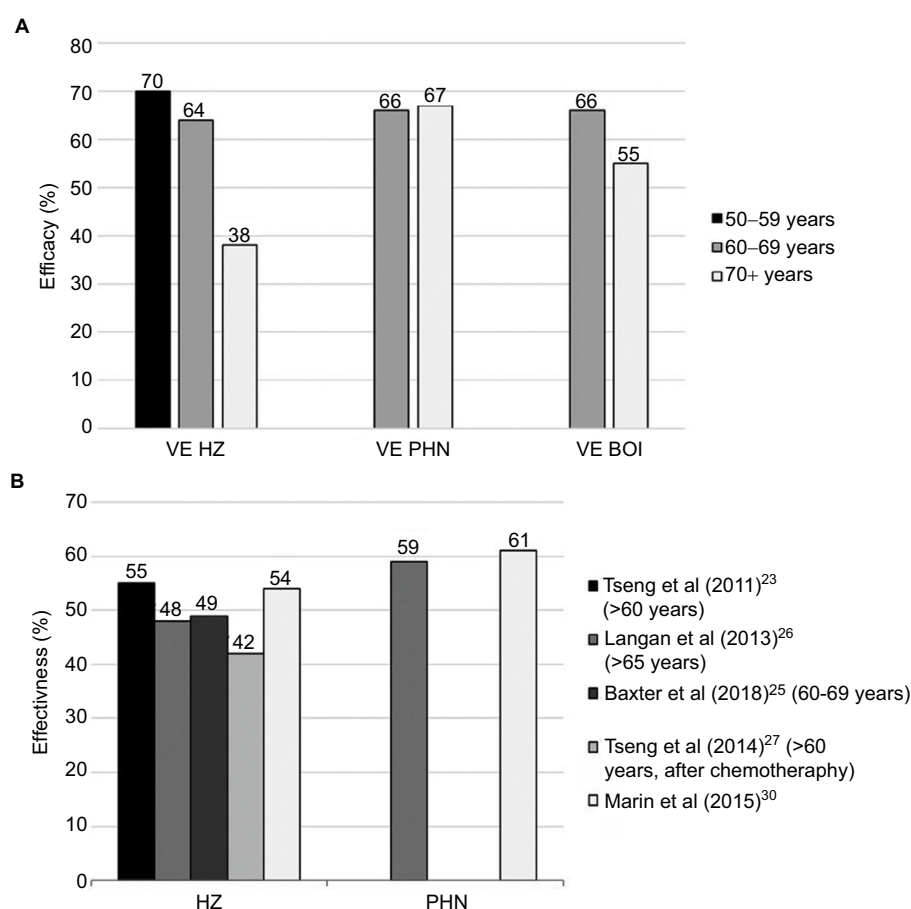 A
80
70
60
50
40
30
20
10
0
Efficacy (%)
70
64
38
66
67
66
55
VE HZ
VE PHN
VE BOI
50–59 years
60–69 years
70+ years
B
70
60
50
40
30
20
10
0
Effectivness (%)
55
48
49
42
54
59
61
HZ
PHN
Tseng et al (2011)23
(>60 years)
Langan et al (2013)26
(>65 years)
Baxter et al (2018)25 (60-69 years)
Tseng et al (2014)27 (>60
years, after chemotheraphy)
Marin et al (2015)30